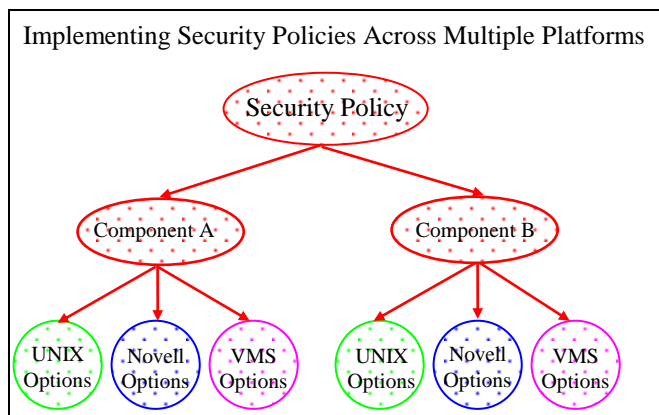 Implementing Security Policies Across Multiple Platforms
Security Policy
Component A
Component B
UNIX
Options
Novell
Options
VMS
Options
UNIX
Options
Novell
Options
VMS
Options